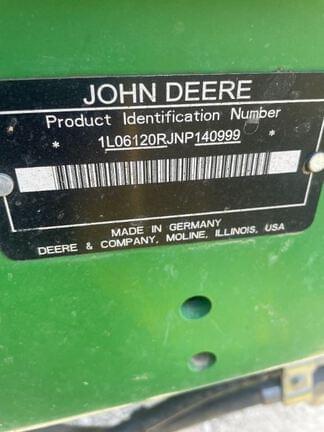 JOHN DEERE
Product Identification Number
* 1L06120RJNP140999 *
MADE IN GERMANY
DEERE & COMPANY, MOLINE, ILLINOIS, USA